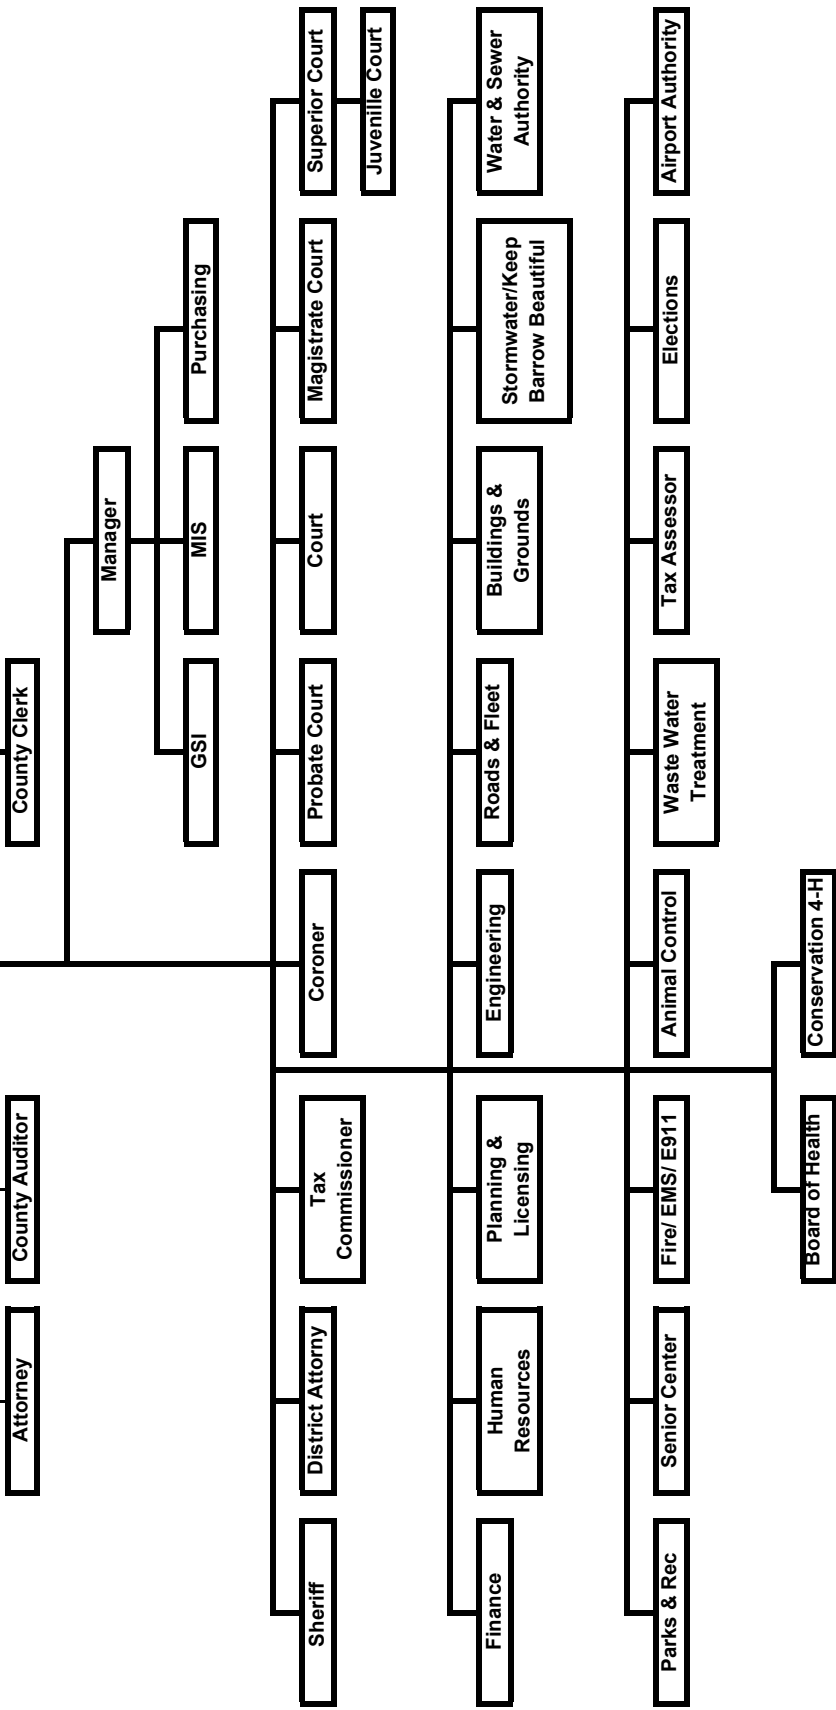 Attorney
County Auditor
County Clerk
Manager
GSI
MIS
Purchasing
Sheriff
District Attorny
Tax
Commissioner
Coroner
Probate Court
Court
Magistrate Court
Superior Court
Juvenille Court
Finance
Human
Resources
Planning &
Licensing
Engineering
Roads & Fleet
Buildings &
Grounds
Stormwater/Keep
Barrow Beautiful
Water & Sewer
Authority
Parks & Rec
Senior Center
Fire/ EMS/ E911
Animal Control
Waste Water
Treatment
Tax Assessor
Elections
Airport Authority
Board of Health
Conservation 4-H